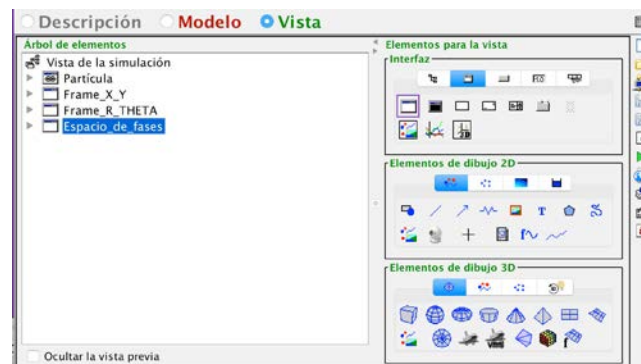 Descripción Modelo Vista
Árbol de elementos
Vista de la simulación
Partícula
Frame_X_Y
Frame_R_THETA
Espacio_de_fases
Ocultar la vista previa
Elementos para la vista
Interfaz
Elementos de dibujo 2D
T
Elementos de dibujo 3D